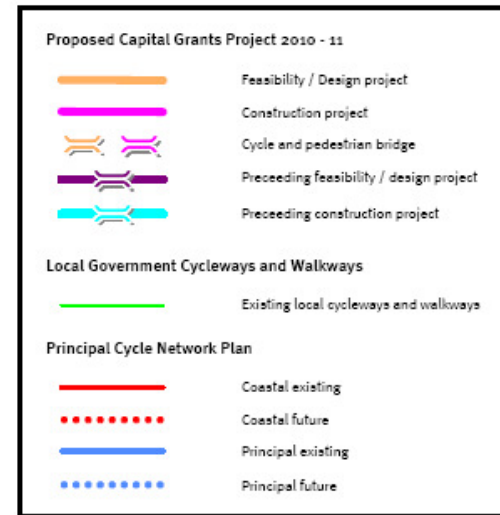 Proposed Capital Grants Project 2010 - 11
Feasibility / Design project
Construction project
Cycle and pedestrian bridge
Preceeding feasibility / design project
Preceeding construction project
Local Government Cycleways and Walkways
Existing local cycleways and walkways
Principal Cycle Network Plan
Coastal existing
Coastal future
Principal existing
Principal future